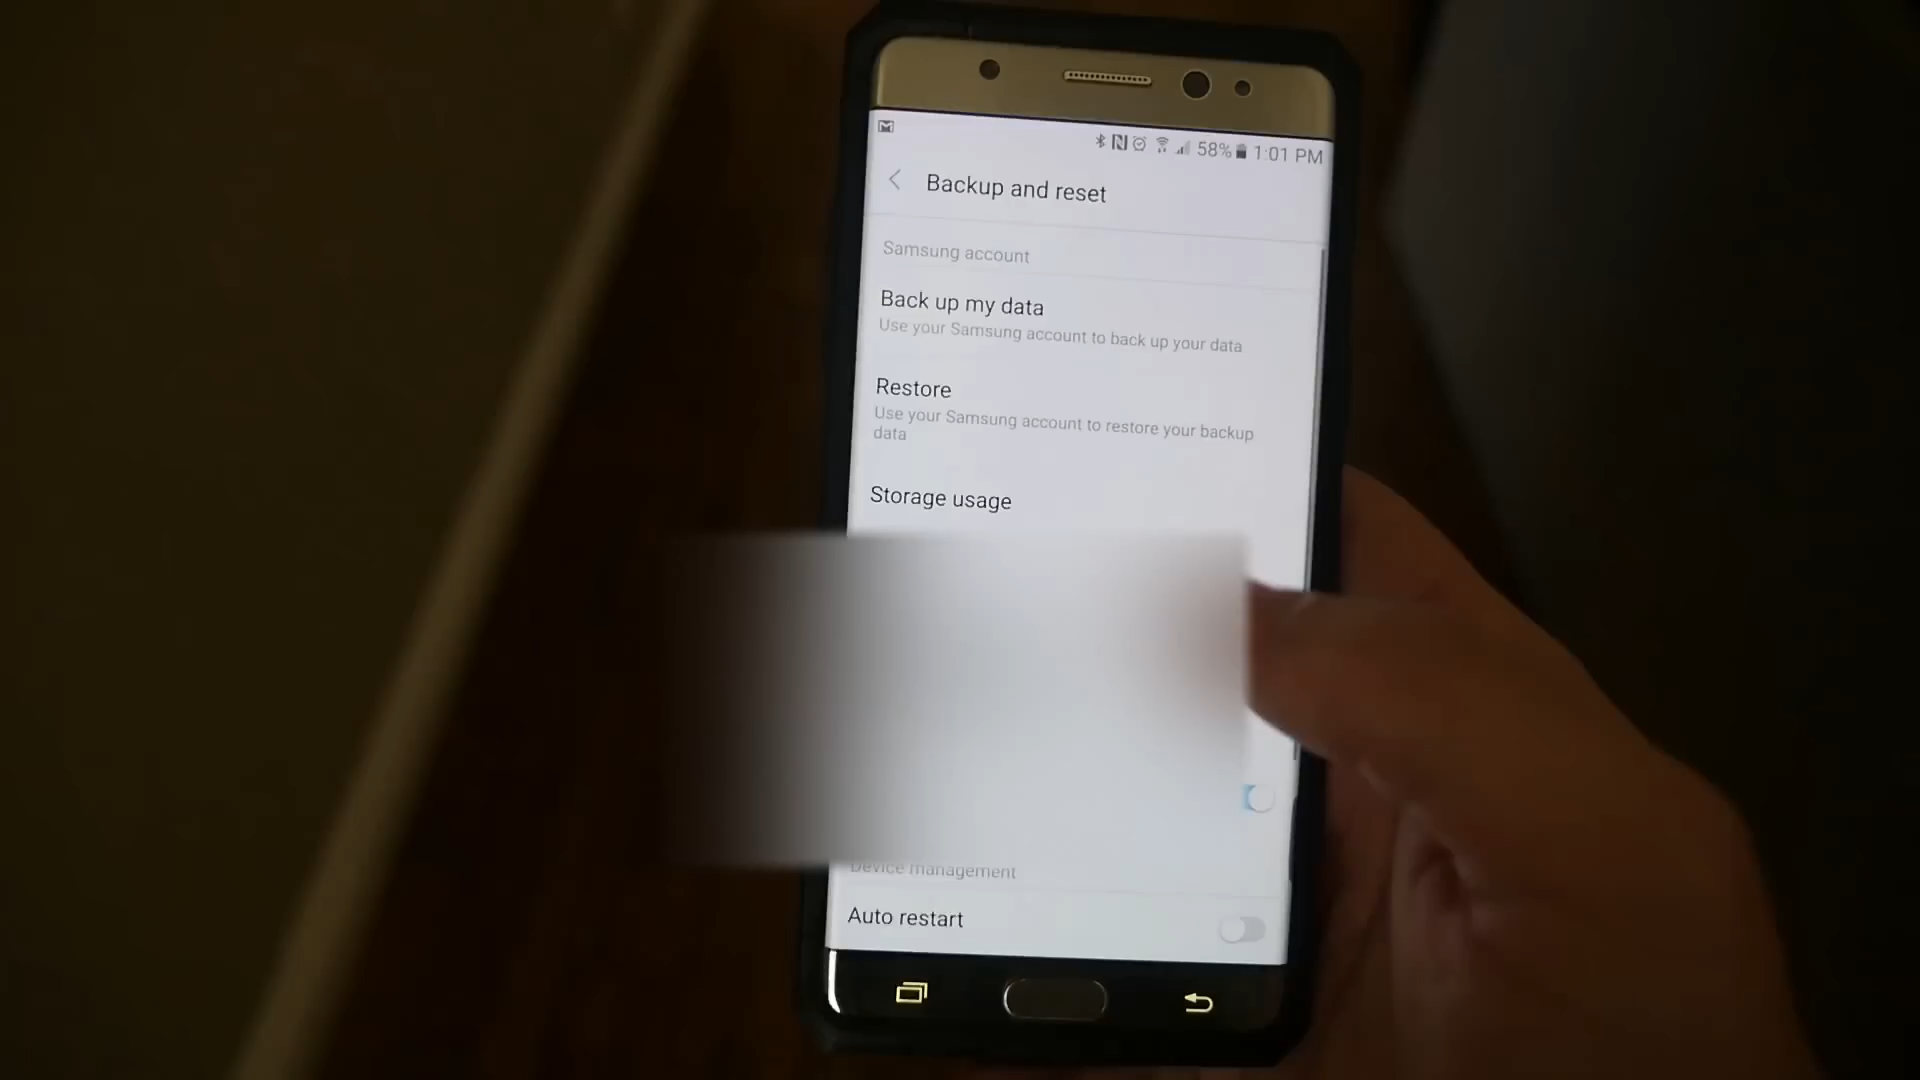 58% 1:01 PM
Backup and reset
Samsung account
Back up my data
Use your Samsung account to back up your data
Restore
Use your Samsung account to restore your backup
data
Storage usage
Device management
Auto restart